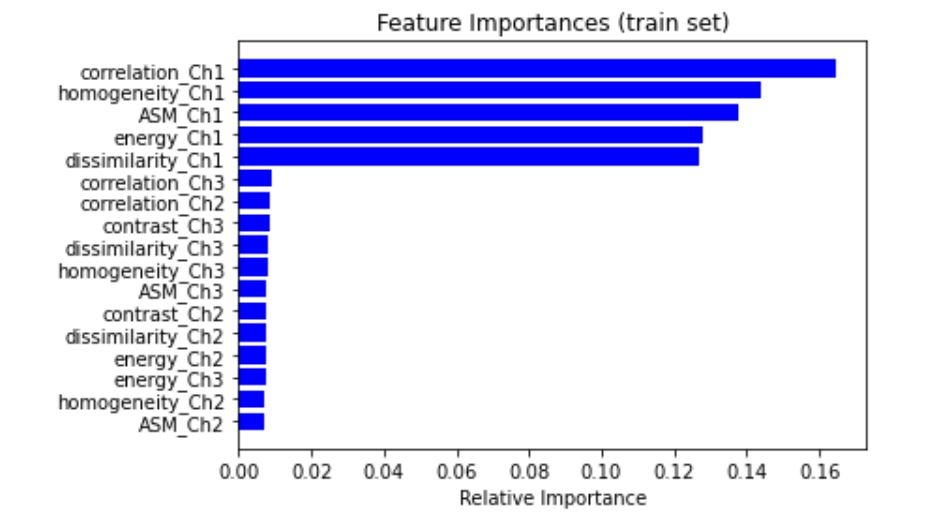 Feature Importances (train set)
correlation_Ch1
homogeneity_Ch1
ASM_Ch1
energy_Ch1
dissimilarity_Ch1
correlation_Ch3
correlation_Ch2
contrast_Ch3
dissimilarity_Ch3
homogeneity_Ch3
ASM_Ch3
contrast_Ch2
dissimilarity_Ch2
energy_Ch2
energy_Ch3
homogeneity_Ch2
ASM_Ch2
0.00 0.02 0.04 0.06 0.08 0.10 0.12 0.14 0.16
Relative Importance